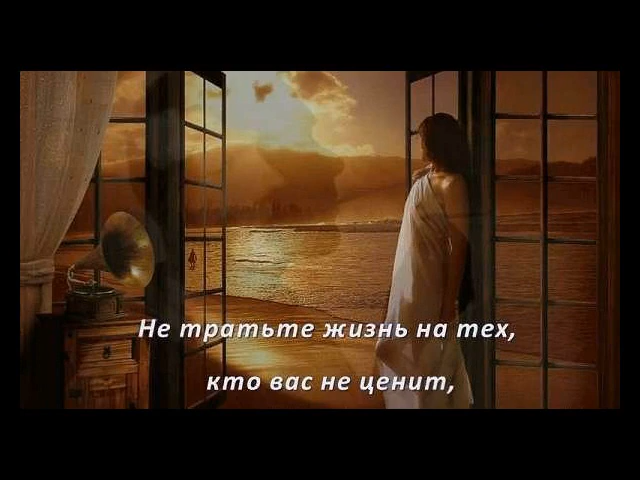 Не тратьте жизнь на тех,
кто вас не ценит,